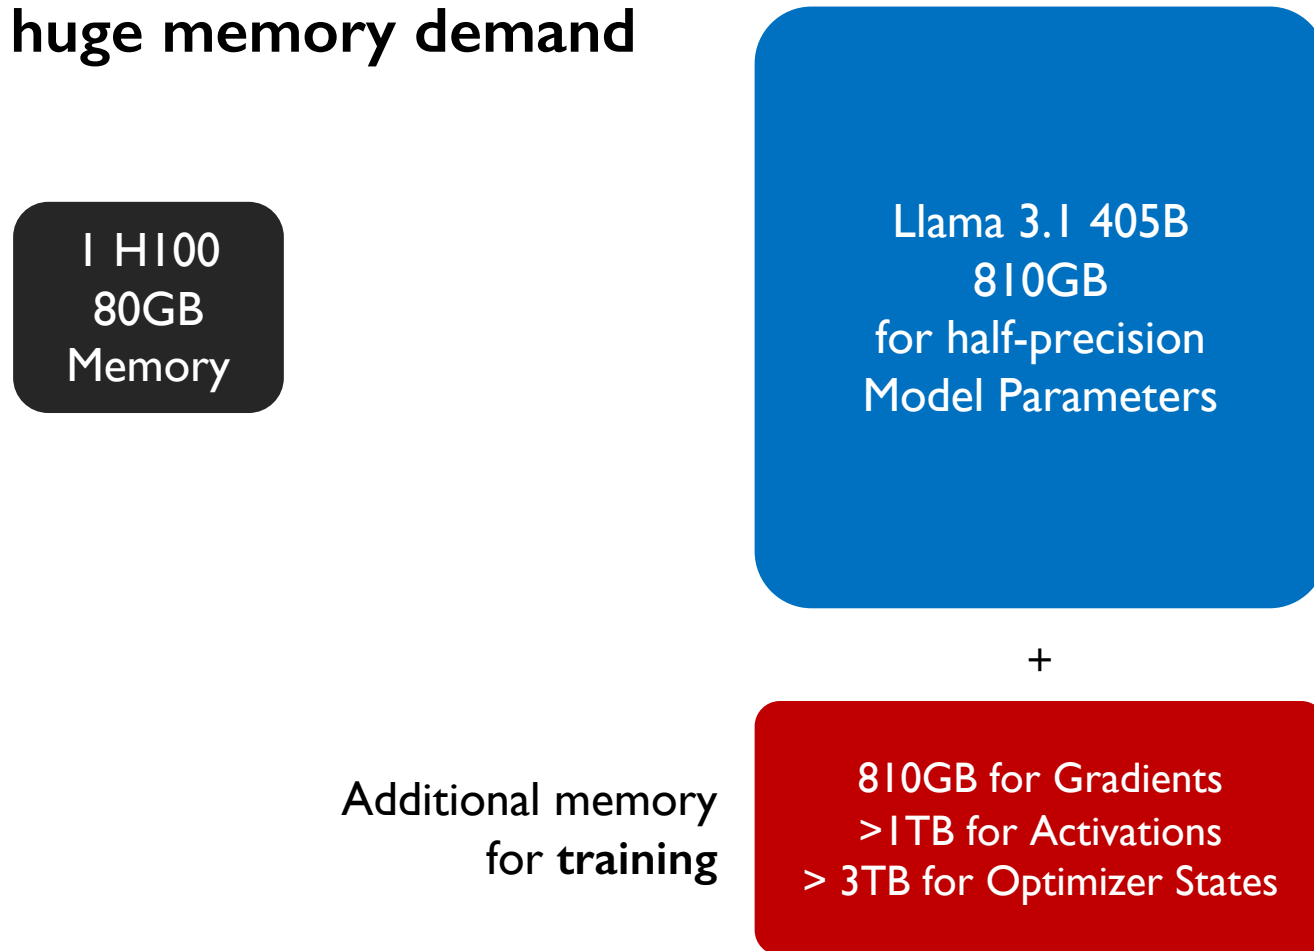 huge memory demand
1 H100
80GB
Memory
Llama 3.1 405B
810GB
for half-precision
Model Parameters
+
Additional memory
for training
810GB for Gradients
>1TB for Activations
> 3TB for Optimizer States